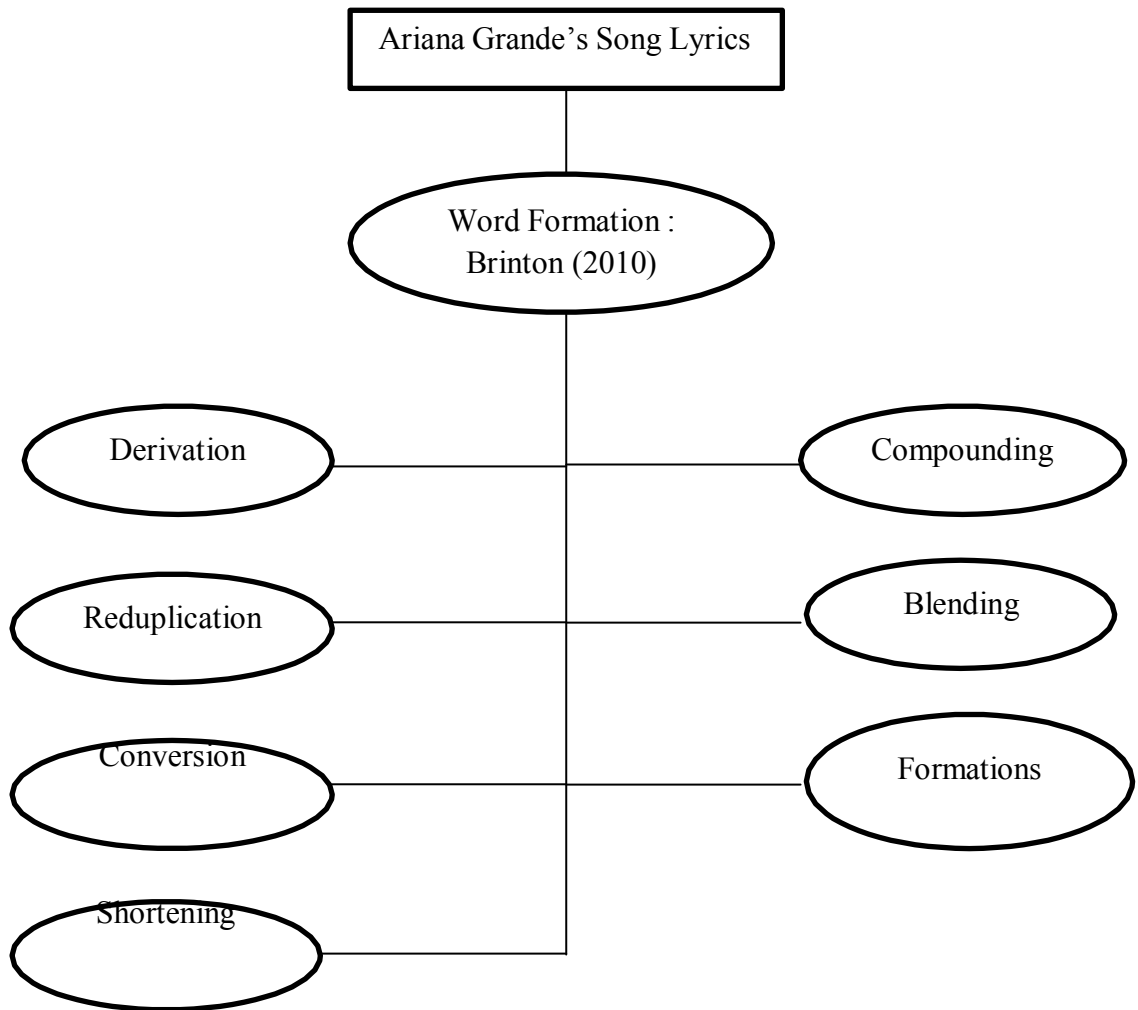 Ariana Grande’s Song Lyrics
Word Formation :
Brinton (2010)
Derivation
Compounding
Reduplication
Blending
Conversion
Formations
Shortening